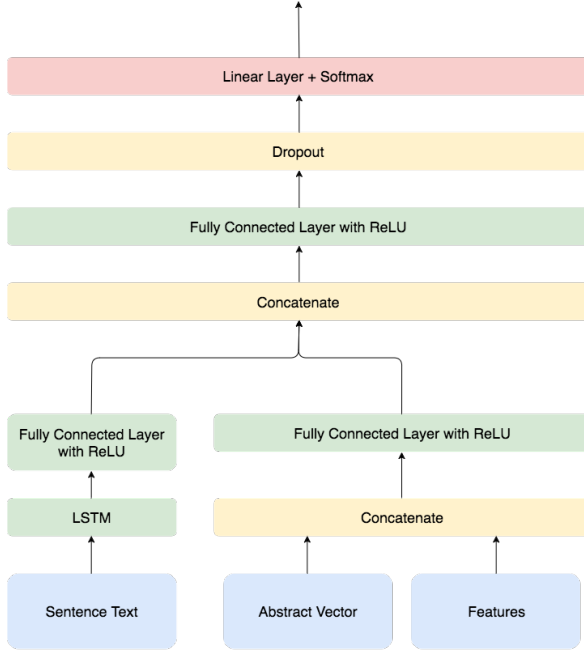 Linear Layer + Softmax
Dropout
Fully Connected Layer with ReLU
Concatenate
Fully Connected Layer
with ReLU
Fully Connected Layer with ReLU
LSTM
Concatenate
Sentence Text
Abstract Vector
Features